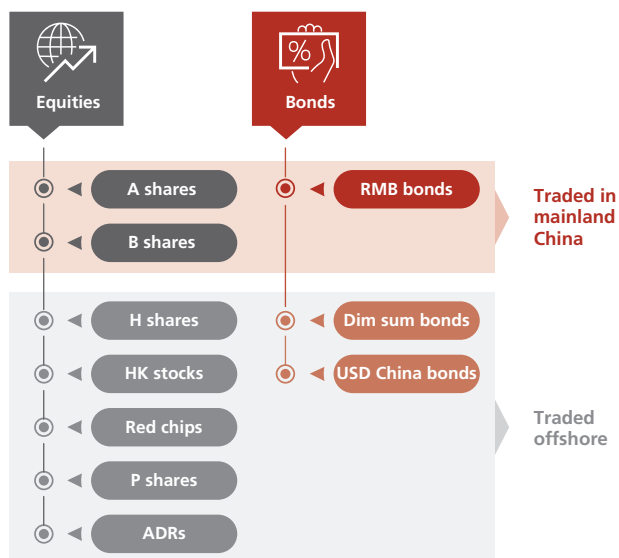 %
Equities
Bonds
A shares
RMB bonds
B shares
Traded in
mainland
China
H shares
Dim sum bonds
HK stocks
USD China bonds
Red chips
Traded
offshore
P shares
ADRs